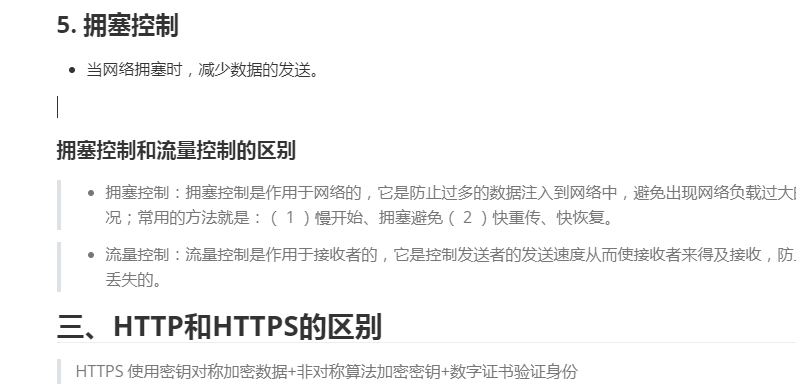 5. 拥塞控制
当网络拥塞时，减少数据的发送。
拥塞控制和流量控制的区别
拥塞控制：拥塞控制是作用于网络的，它是防止过多的数据注入到网络中，避免出现网络负载过大
况；常用的方法就是：（ 1 ）慢开始、拥塞避免（ 2 ）快重传、快恢复。
流量控制：流量控制是作用于接收者的，它是控制发送者的发送速度从而使接收者来得及接收，防
丢失的。
三、HTTP和HTTPS的区别
HTTPS 使用密钥对称加密数据+非对称算法加密密钥+数字证书验证身份